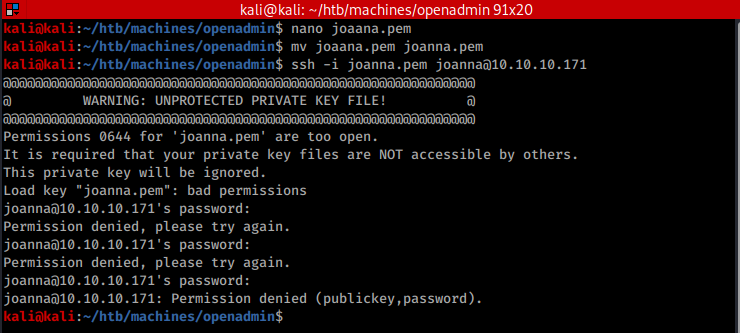 kali@kali: ~/htb/machines/openadmin 91x20
kali@kali:~/htb/machines/openadmin$ nano joaana.pem
kali@kali:~/htb/machines/openadmin$ mv joaana.pem joanna.pem
kali@kali:~/htb/machines/openadmin$ ssh -i joanna.pem joanna@10.10.10.171
@@@@@@@@@@@@@@@@@@@@@@@@@@@@@@@@@@@@@@@@@@@@@@@@@@@@@@@@@@@
@         WARNING: UNPROTECTED PRIVATE KEY FILE!          @
@@@@@@@@@@@@@@@@@@@@@@@@@@@@@@@@@@@@@@@@@@@@@@@@@@@@@@@@@@@
Permissions 0644 for 'joanna.pem' are too open.
It is required that your private key files are NOT accessible by others.
This private key will be ignored.
Load key "joanna.pem": bad permissions
joanna@10.10.10.171's password:
Permission denied, please try again.
joanna@10.10.10.171's password:
Permission denied, please try again.
joanna@10.10.10.171's password:
joanna@10.10.10.171: Permission denied (publickey,password).
kali@kali:~/htb/machines/openadmin$